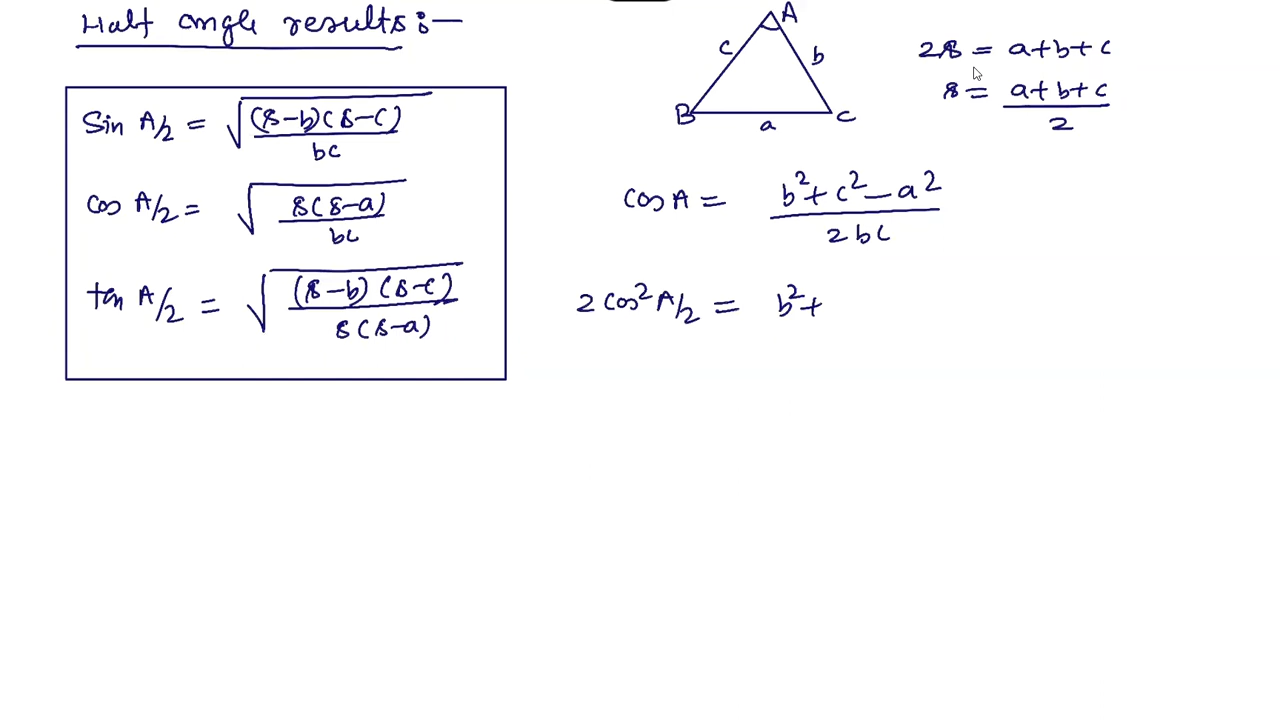 Half angle results :-
Sin A/2 = √((s-b)(s-c)/bc)
cos A/2 = √(s(s-a)/bc)
tan A/2 = √((s-b)(s-c)/s(s-a))
A
c
b
B
a
C
2s = a+b+c
s = (a+b+c)/2
cos A = (b²+c²-a²)/2bc
2 cos² A/2 = b²+